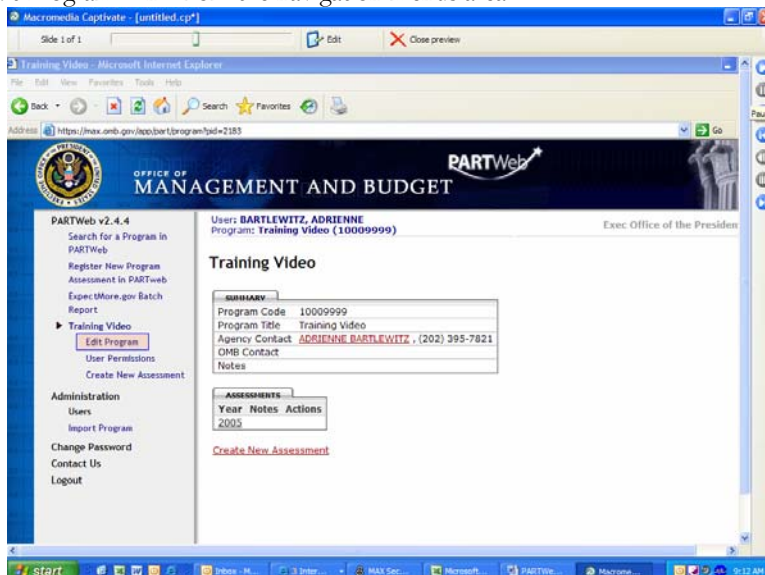 Macromedia Captivate - [untitled.cp*]
Slide 1 of 1
Edit
Close preview
Training Video - Microsoft Internet Explorer
File Edit View Favorites Tools Help
Back
Search Favorites
Address https://max.omb.gov/app/part/program?pid=2183
Go
OFFICE OF
MANAGEMENT AND BUDGET
PARTWeb
PARTWeb v2.4.4
Search for a Program in
PARTWeb
Register New Program
Assessment in PARTweb
ExpectMore.gov Batch
Report
Training Video
Edit Program
User Permissions
Create New Assessment
Administration
Users
Import Program
Change Password
Contact Us
Logout
User: BARTLEWITZ, ADRIENNE
Program: Training Video (10009999)
Exec Office of the Presiden
Training Video
SUMMARY
Program Code 10009999
Program Title Training Video
Agency Contact ADRIENNE BARTLEWITZ , (202) 395-7821
OMB Contact
Notes
ASSESSMENTS
Year Notes Actions
2005
Create New Assessment
start
Inbox - M...
3 Inter...
MAX Sec...
Microsoft...
PARTWe...
Macrome...
9:12 AM